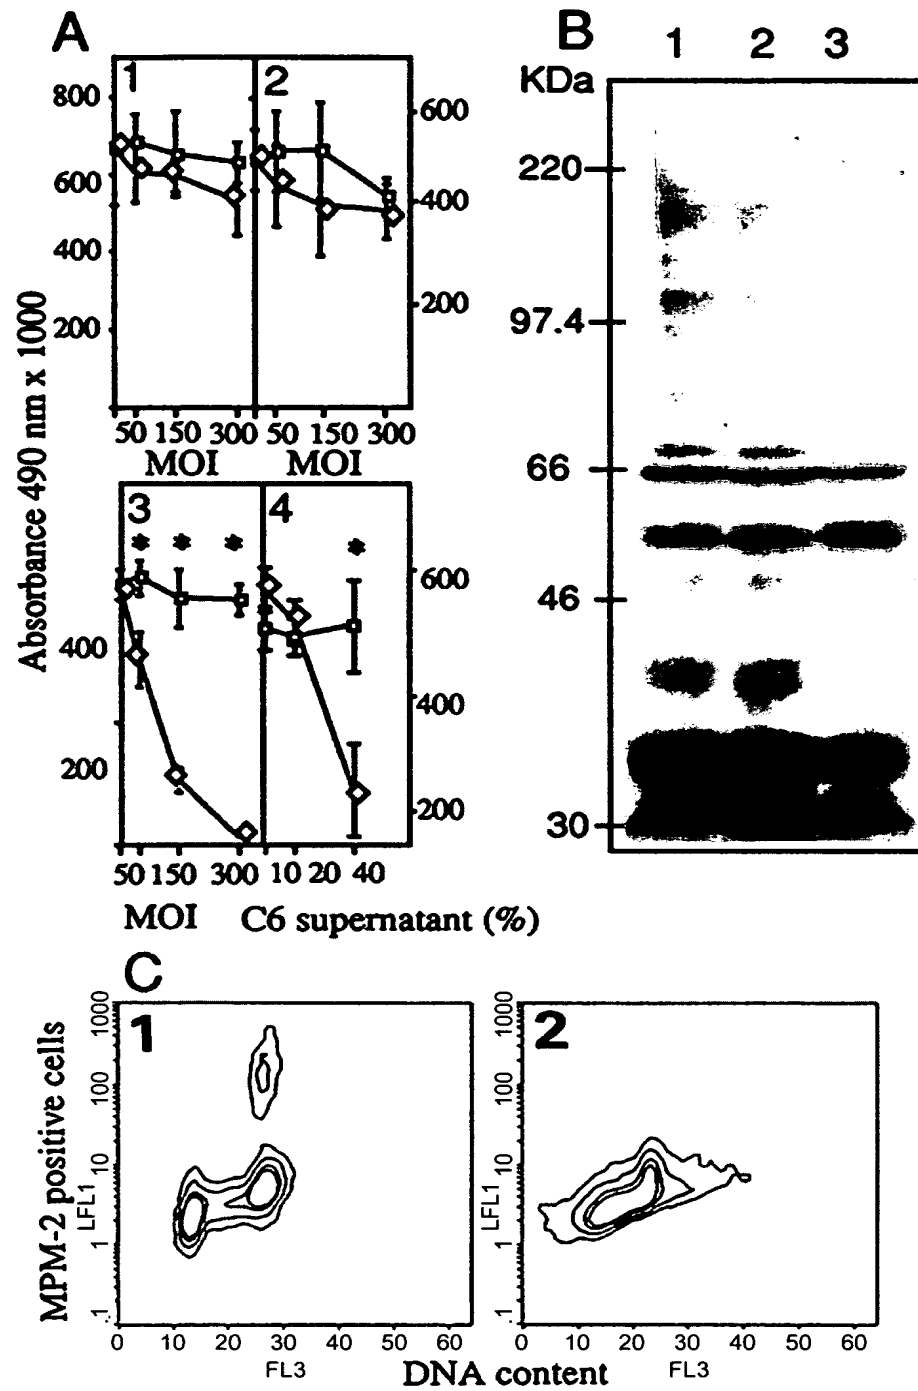 A
B
1 2 3
KDa
1 2
800
600
400
200
600
400
200
220
97.4
66
46
30
Absorbance 490 nm x 1000
50 150 300
50 150 300
MOI
MOI
3 4
* * *
*
400
200
600
400
200
50 150 300
10 20 40
MOI
C6 supernatant (%)
C
MPM-2 positive cells
LFL1
1000
100
10
1
.1
1
0 10 20 30 40 50 60
FL3
LFL1
1000
100
10
1
.1
2
0 10 20 30 40 50 60
FL3
DNA content